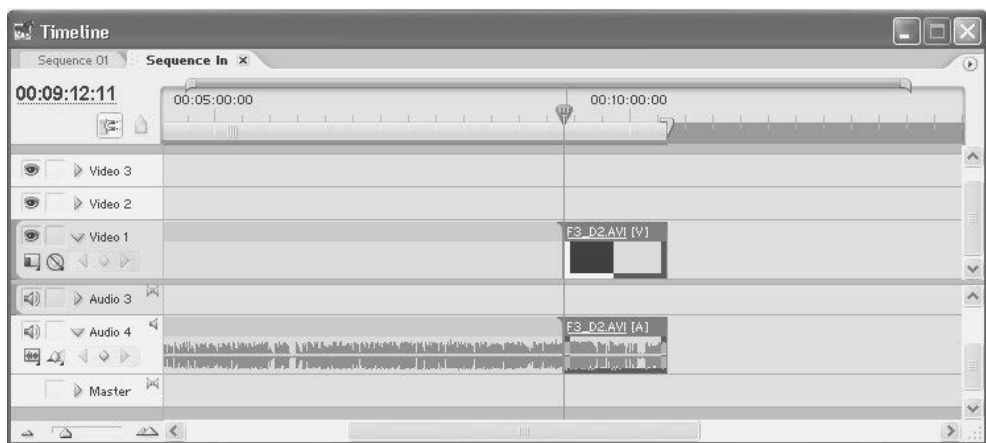 Timeline
Sequence 01 Sequence In
00:09:12:11
00:05:00:00 00:10:00:00
Video 3
Video 2
Video 1
F3_D2.AVI [V]
Audio 3
Audio 4
F3_D2.AVI [A]
Master